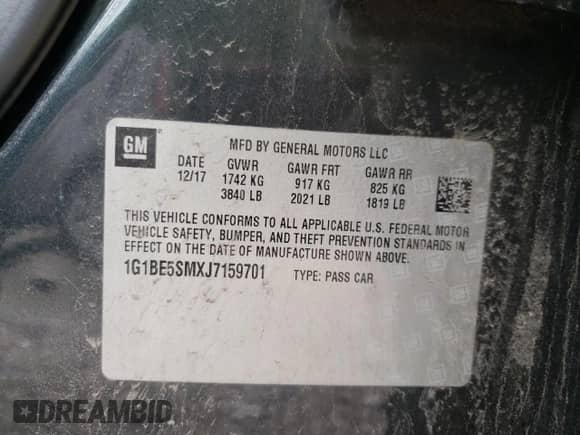 GM
MFD BY GENERAL MOTORS LLC
DATE GVWR GAWR FRT GAWR RR
12/17 1742 KG 917 KG 825 KG
3840 LB 2021 LB 1819 LB
THIS VEHICLE CONFORMS TO ALL APPLICABLE U.S. FEDERAL MOTOR
VEHICLE SAFETY, BUMPER, AND THEFT PREVENTION STANDARDS IN
EFFECT ON THE DATE OF MANUFACTURE SHOWN ABOVE.
1G1BE5SMXJ7159701 TYPE: PASS CAR
DREAMBID